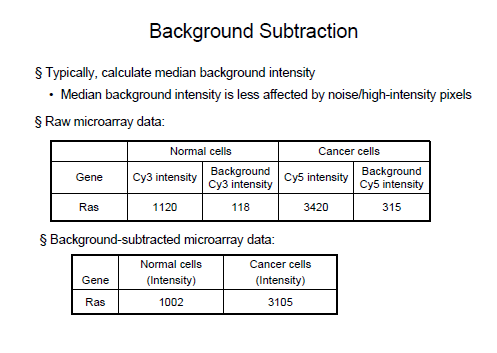 Background Subtraction
§ Typically, calculate median background intensity
• Median background intensity is less affected by noise/high-intensity pixels
§ Raw microarray data:
Normal cells Cancer cells
Gene Cy3 intensity Background Cy3 intensity Cy5 intensity Background Cy5 intensity
Ras 1120 118 3420 315
§ Background-subtracted microarray data:
Gene Normal cells (Intensity) Cancer cells (Intensity)
Ras 1002 3105